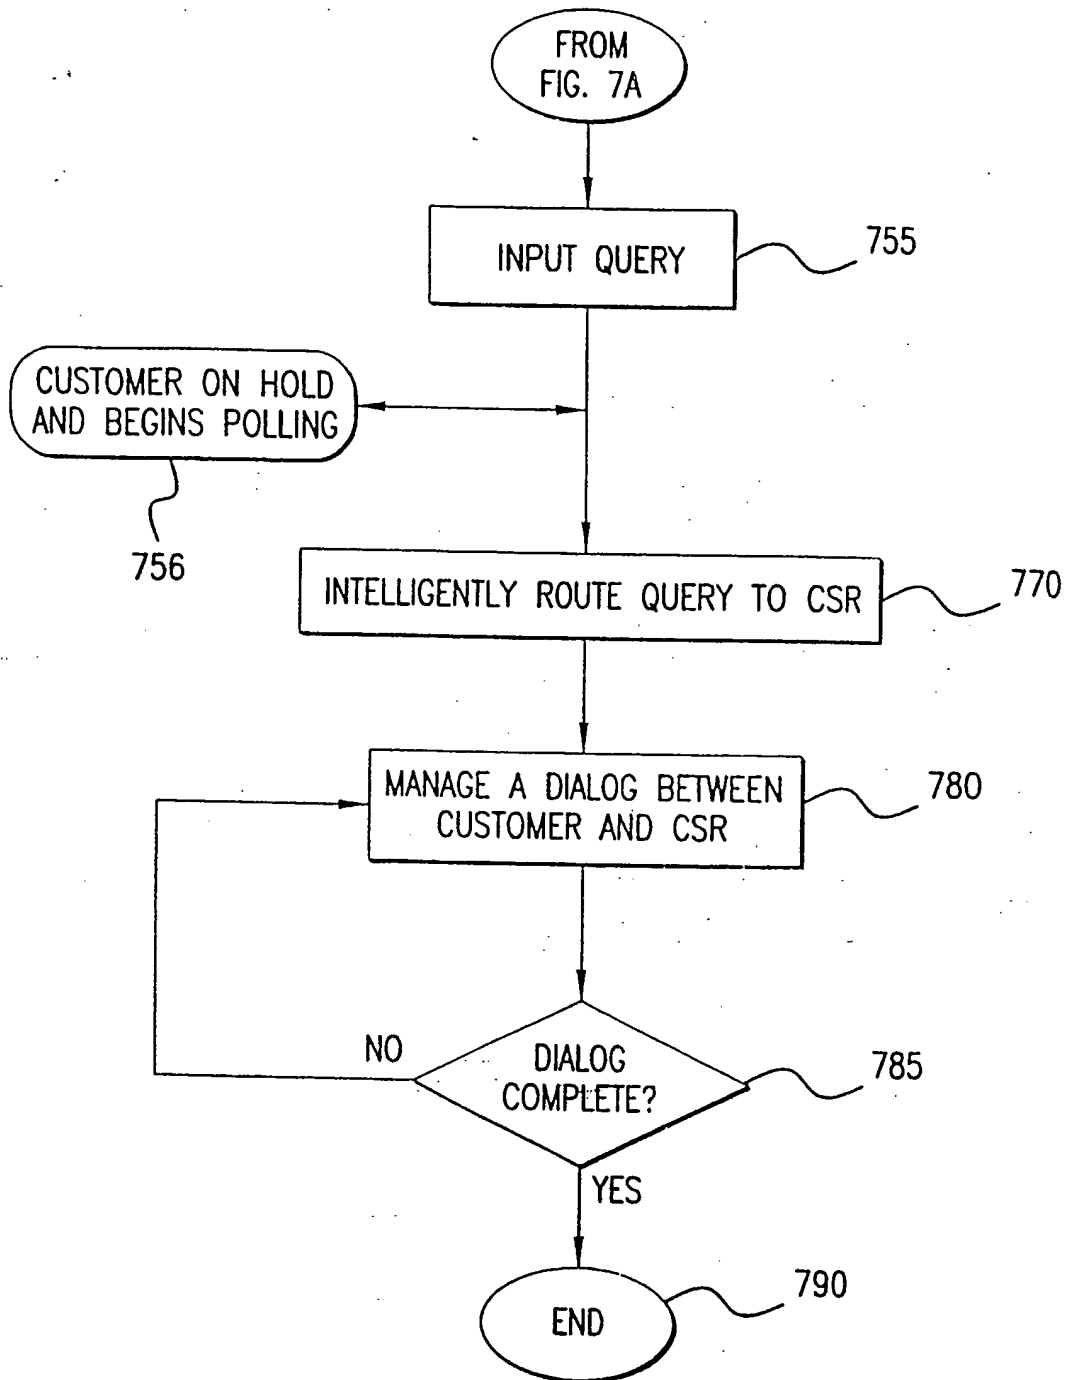 FROM
FIG. 7A
INPUT QUERY
755
CUSTOMER ON HOLD
AND BEGINS POLLING
756
INTELLIGENTLY ROUTE QUERY TO CSR
770
MANAGE A DIALOG BETWEEN
CUSTOMER AND CSR
780
NO
DIALOG
COMPLETE?
785
YES
END
790